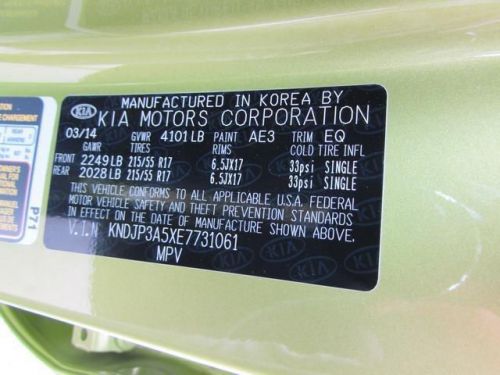 MANUFACTURED IN KOREA BY
KIA KIA MOTORS CORPORATION
03/14 GVWR 4101 LB PAINT AE3 TRIM EQ
TIRES RIMS COLD TIRE INFL
FRONT 2249 LB 215/55 R17 6.5JX17 33psi SINGLE
REAR 2028 LB 215/55 R17 6.5JX17 33psi SINGLE
THIS VEHICLE CONFORMS TO ALL APPLICABLE U.S.A. FEDERAL
MOTOR VEHICLE SAFETY AND THEFT PREVENTION STANDARDS
IN EFFECT ON THE DATE OF MANUFACTURE SHOWN ABOVE.
V.I.N KNDJP3A5XE7731061
MPV
P71